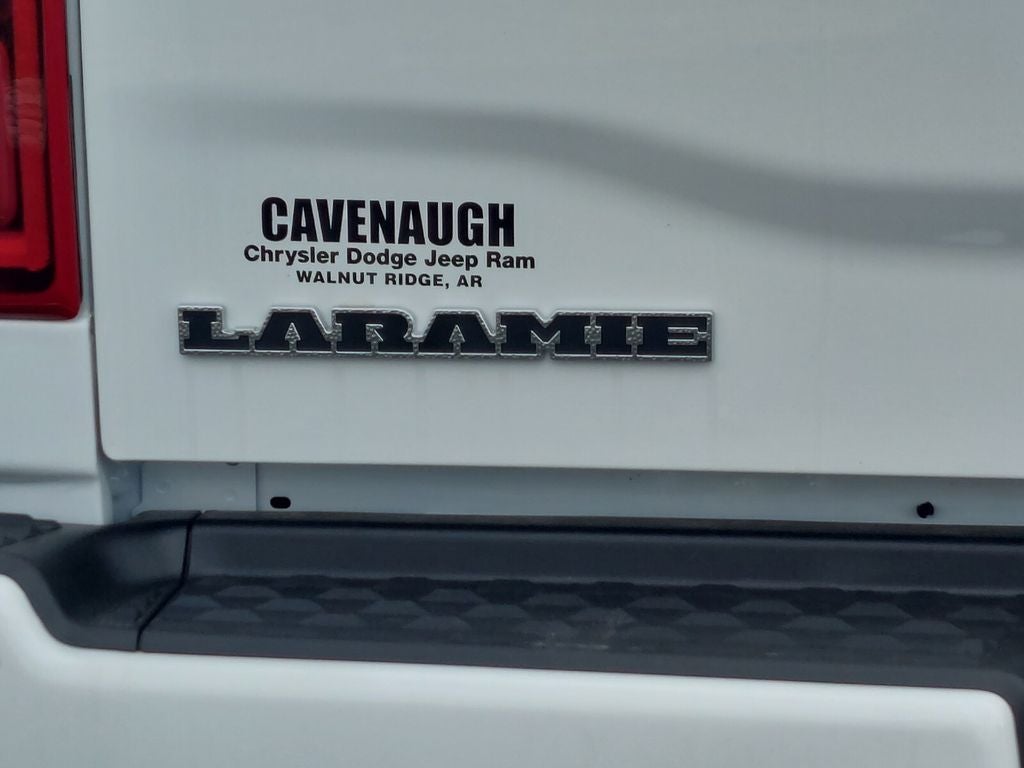 CAVENAUGH
Chrysler Dodge Jeep Ram
WALNUT RIDGE, AR
LARAMIE